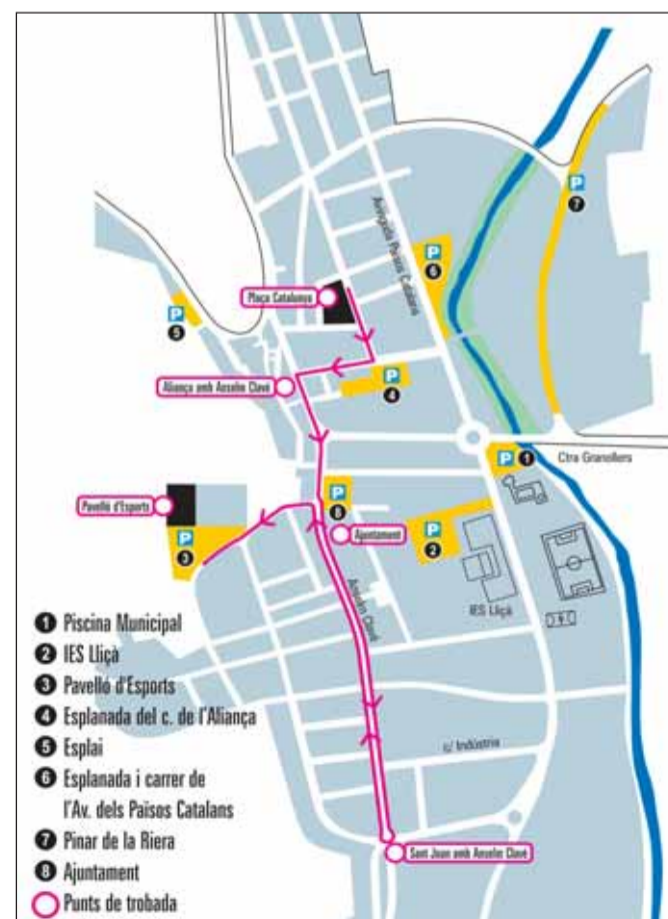 P
7
Avinguda Països Catalans
P
6
Plaça Catalunya
P
5
Aliança amb Anselm Clavé
P
4
P 1
Ctra Granollers
Pavelló d'Esports
P
8
Ajuntament
P
2
P
3
IES Lliçà
Anselm Clavé
c/ Indústria
Sant Joan amb Anselm Clavé
1 Piscina Municipal
2 IES Lliçà
3 Pavelló d'Esports
4 Esplanada del c. de l'Aliança
5 Esplai
6 Esplanada i carrer de
l'Av. dels Països Catalans
7 Pinar de la Riera
8 Ajuntament
Punts de trobada